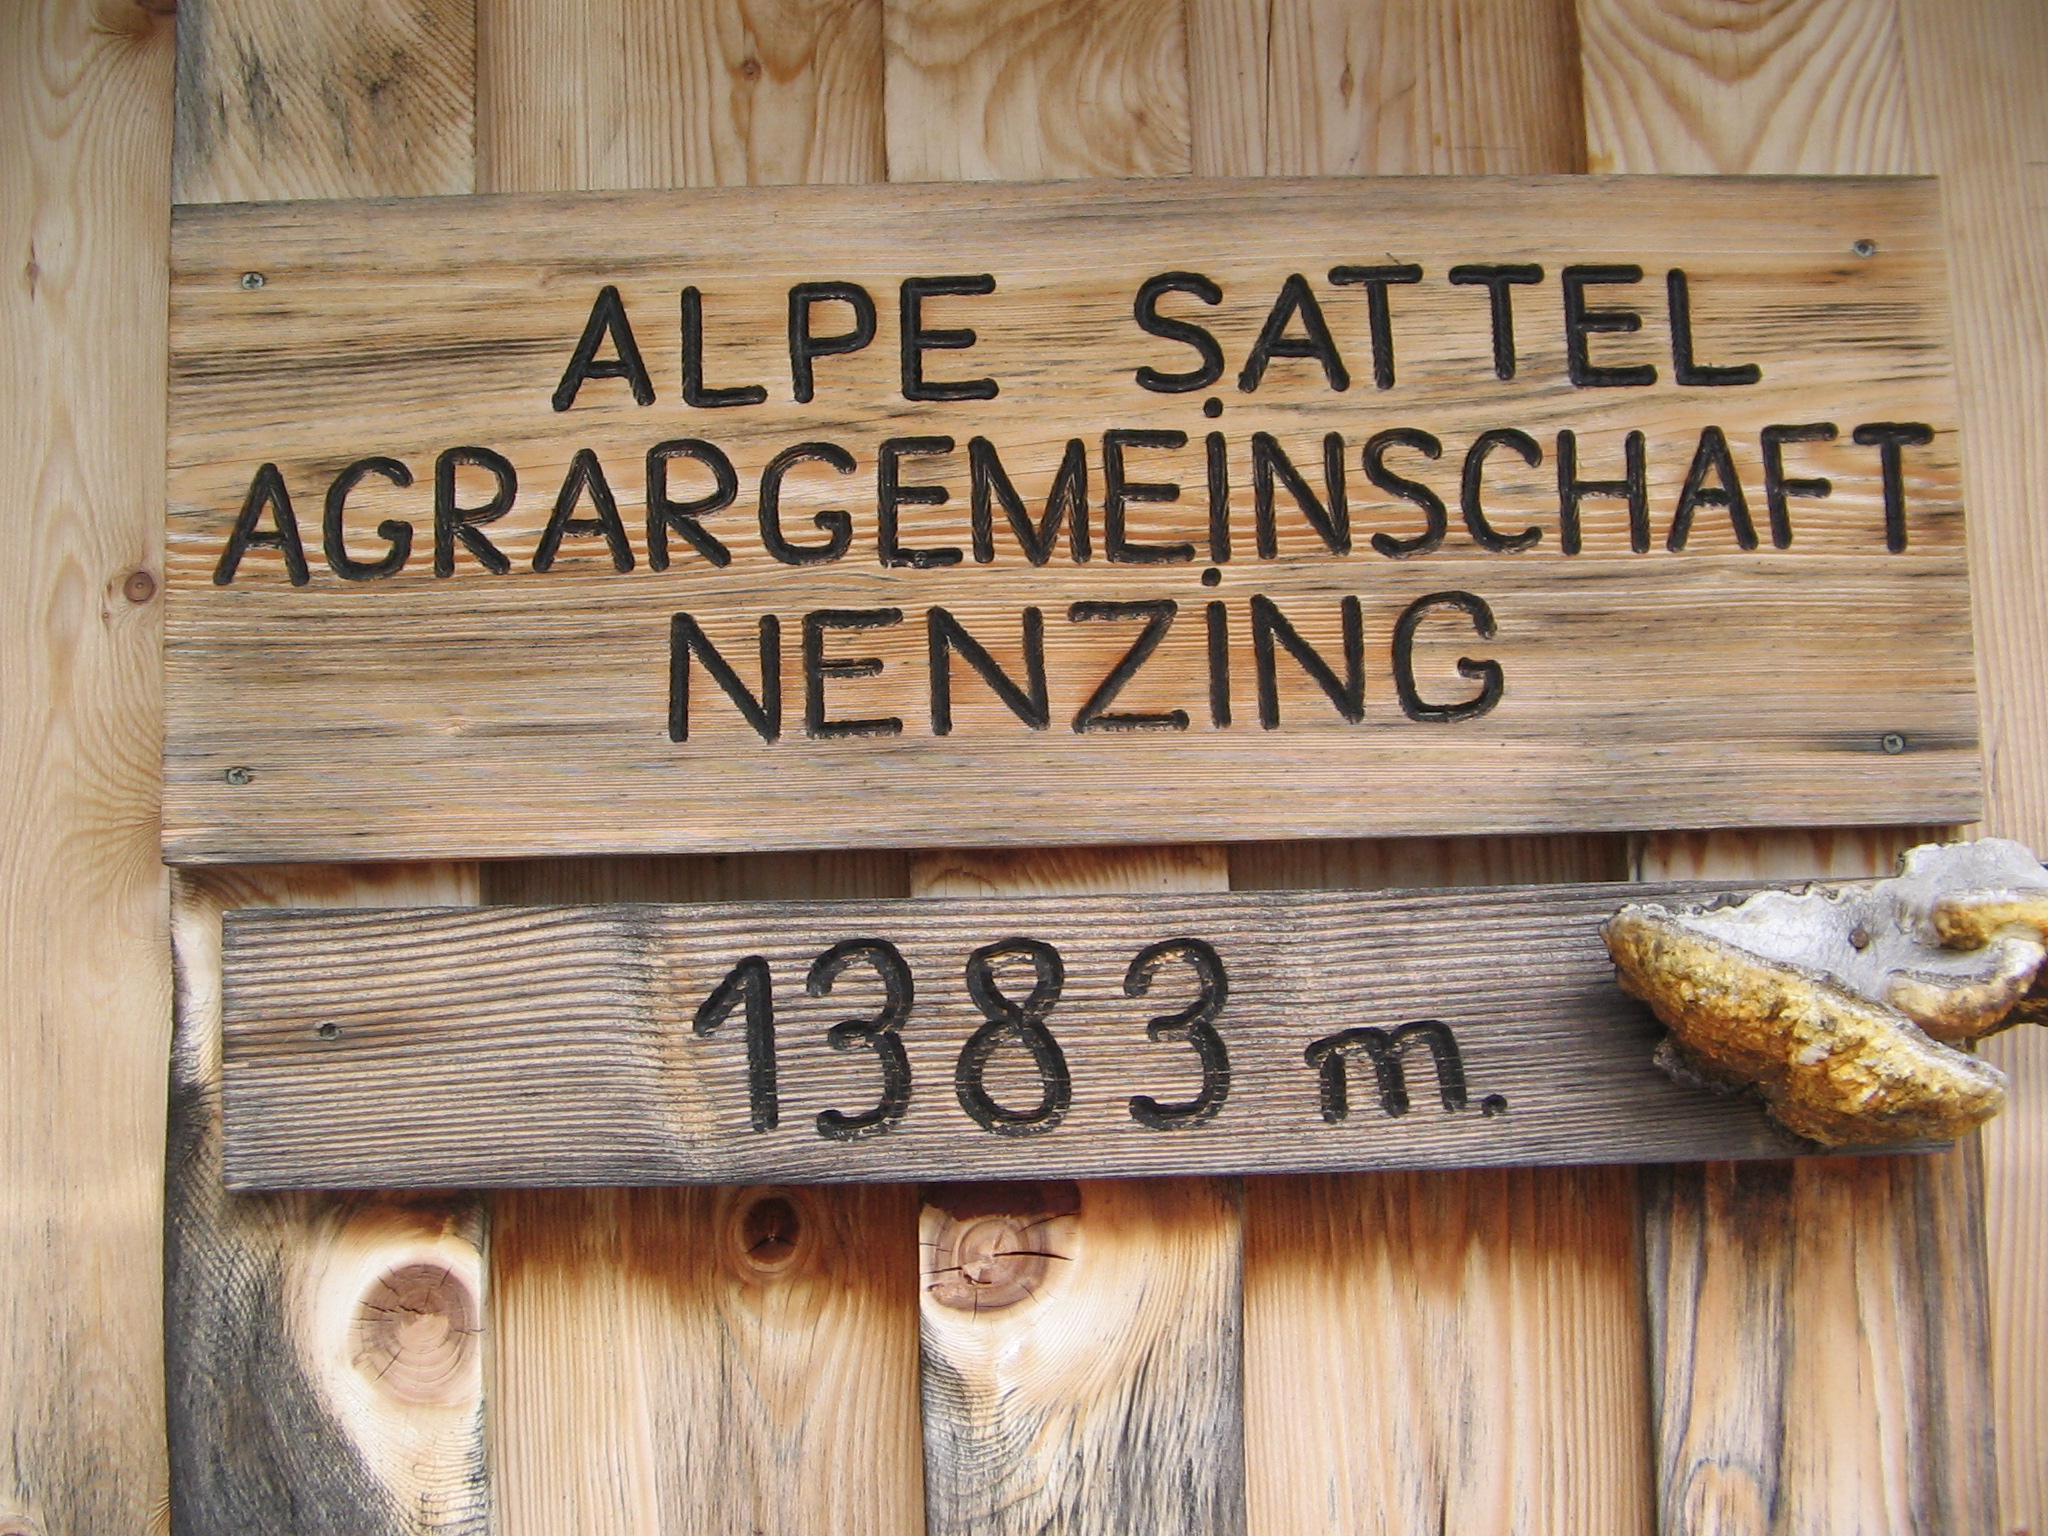 ALPE SATTEL
AGRARGEMEiNSCHAFT
NENZiNG
1383 m.